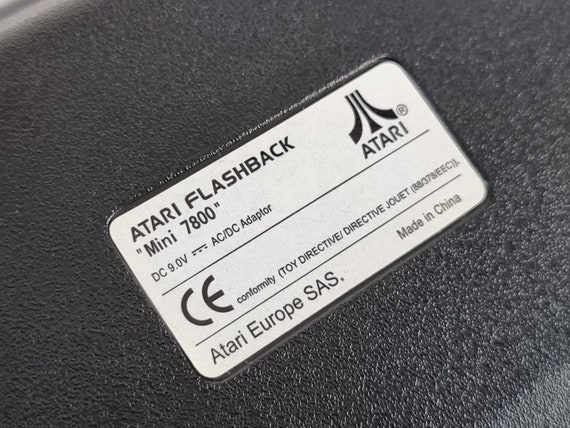 ATARI FLASHBACK
"Mini 7800"
ATARI®
DC 9.0V ⎓ AC/DC Adaptor
CE conformity (TOY DIRECTIVE/ DIRECTIVE JOUET (88/378/EEC)).
Atari Europe SAS.
Made in China